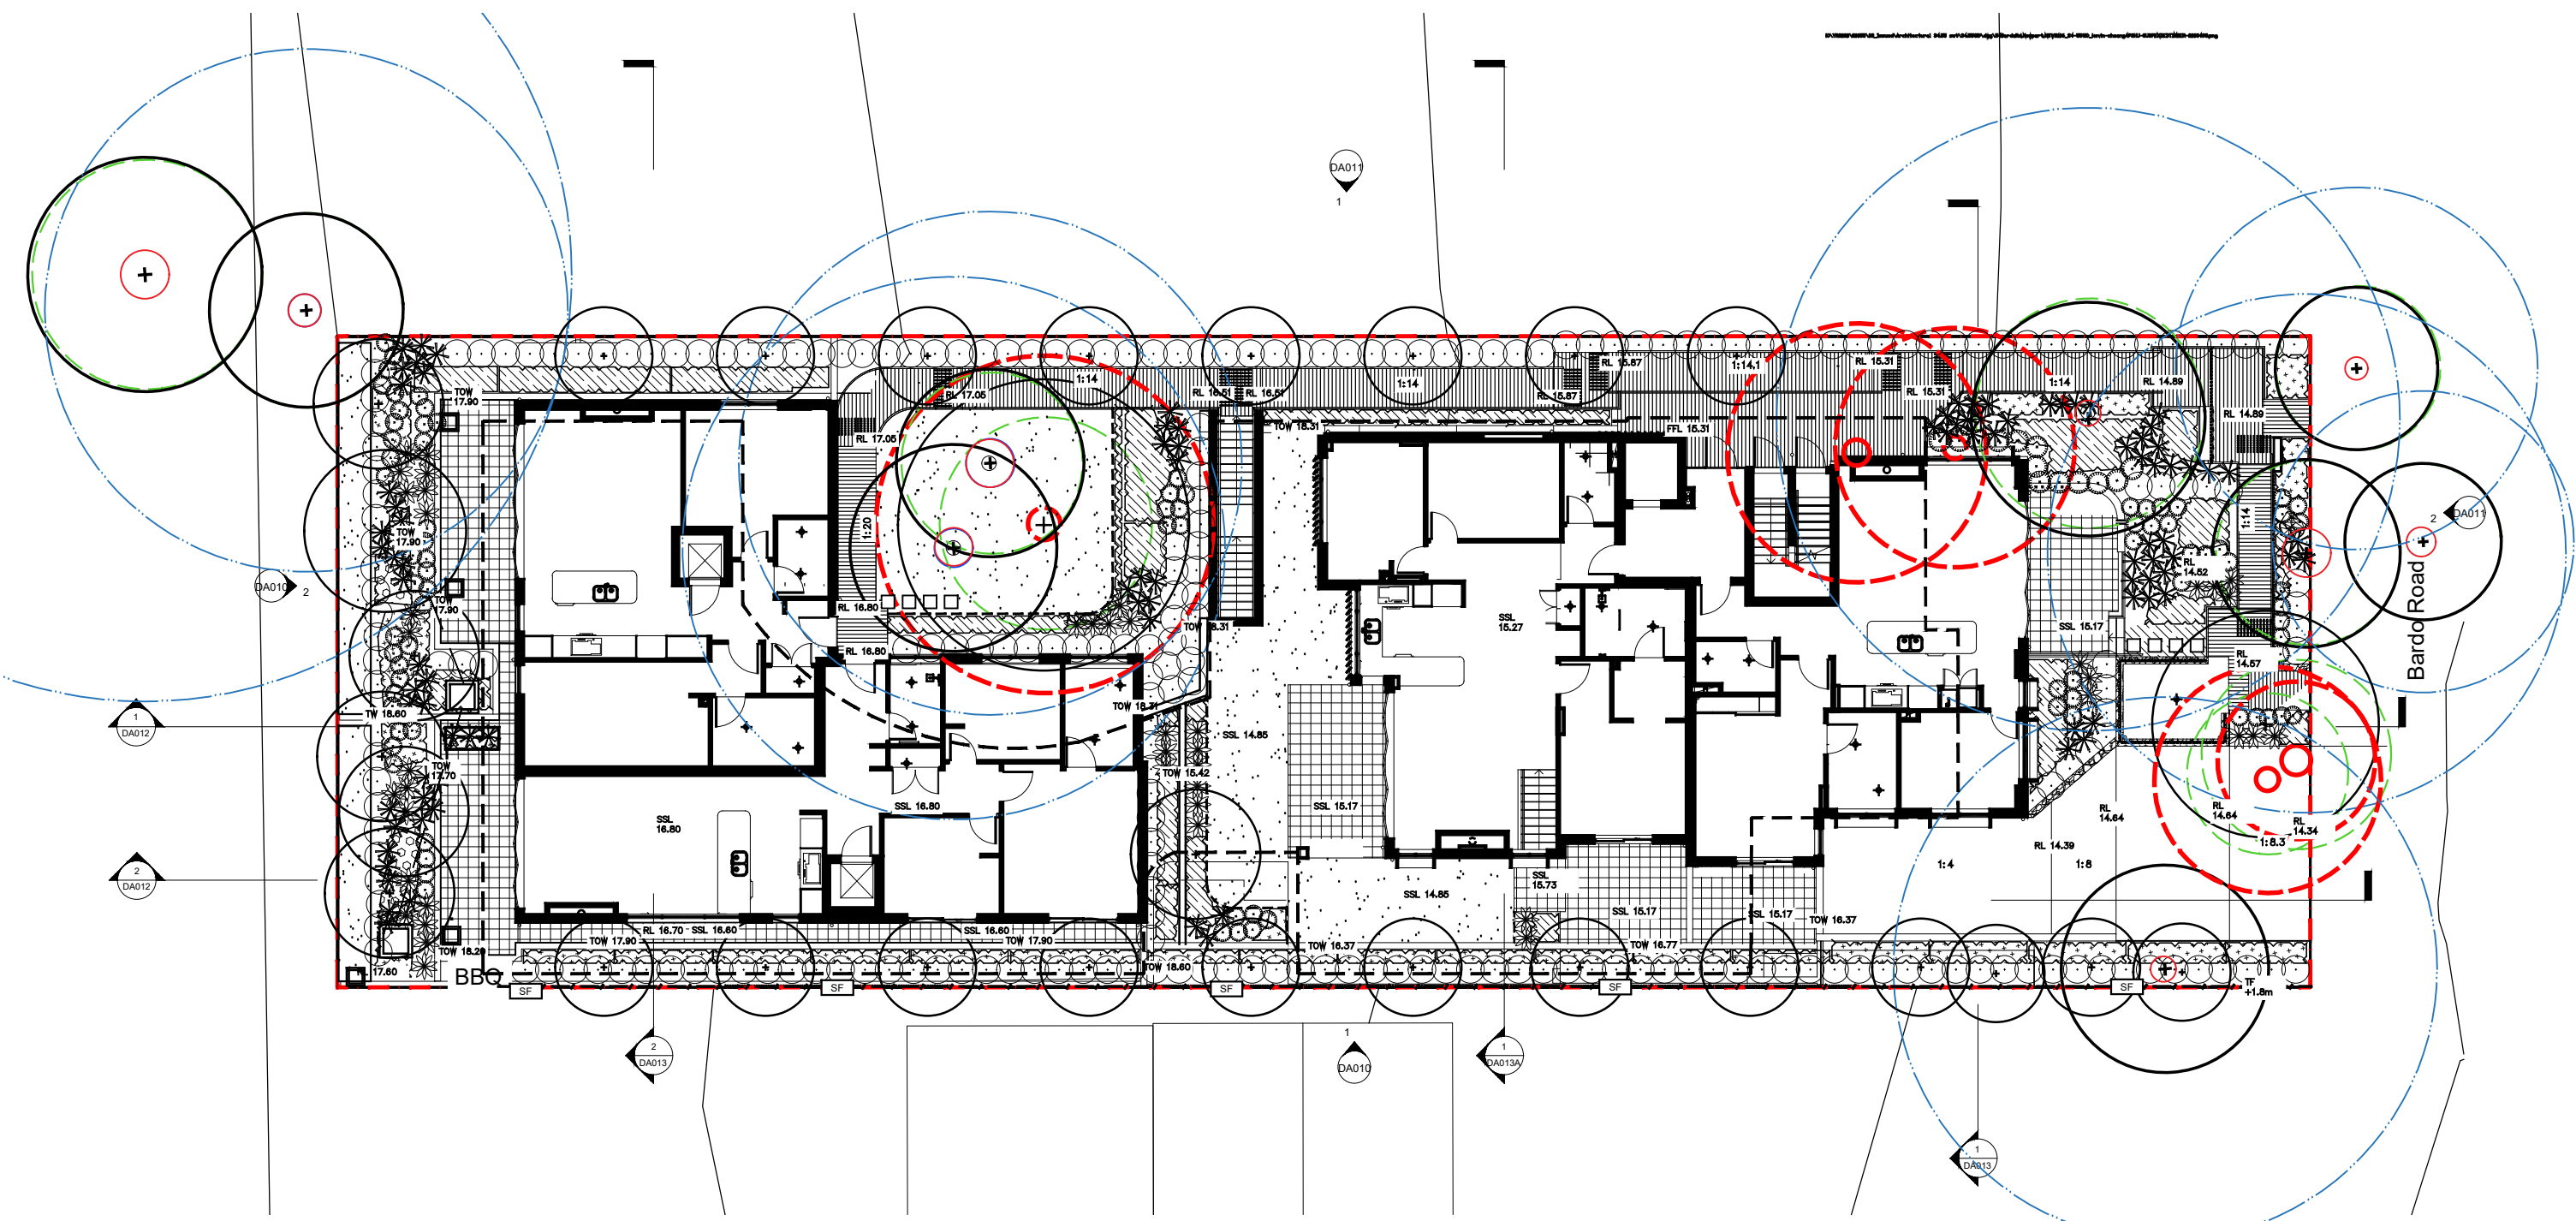 DA011
1
TOW
17.90
RL 17.05
1:14
RL 16.51
RL 16.51
1:14
RL 15.87
RL 15.87
1:14.1
RL 15.31
RL 15.31
1:14
RL 14.89
RL 14.89
RL 17.05
TOW 18.31
FFL 15.31
1:20
1:14
2
DA011
TOW
17.90
DA010
2
TOW
17.90
RL 16.80
RL 16.80
TOW 18.31
SSL
15.27
SSL 15.17
RL
14.52
RL
14.57
Bardo Road
TW 18.60
TOW 18.31
SSL 14.85
1
DA012
TOW
17.70
TOW 15.42
SSL 16.80
SSL
16.80
SSL 15.17
RL
14.64
RL
14.64
RL
14.34
1:8.3
RL 14.39
1:4
1:8
2
DA012
SSL 14.85
SSL
15.73
SSL 15.17
SSL 15.17
TOW 16.37
RL 16.70
SSL 16.60
SSL 16.60
TOW 17.90
TOW 17.90
TOW 16.37
TOW 16.77
TOW 18.20
TOW 18.60
17.60
BBQ
SF
SF
SF
SF
SF
TF
+1.8m
2
DA013
1
DA010
1
DA013A
1
DA013